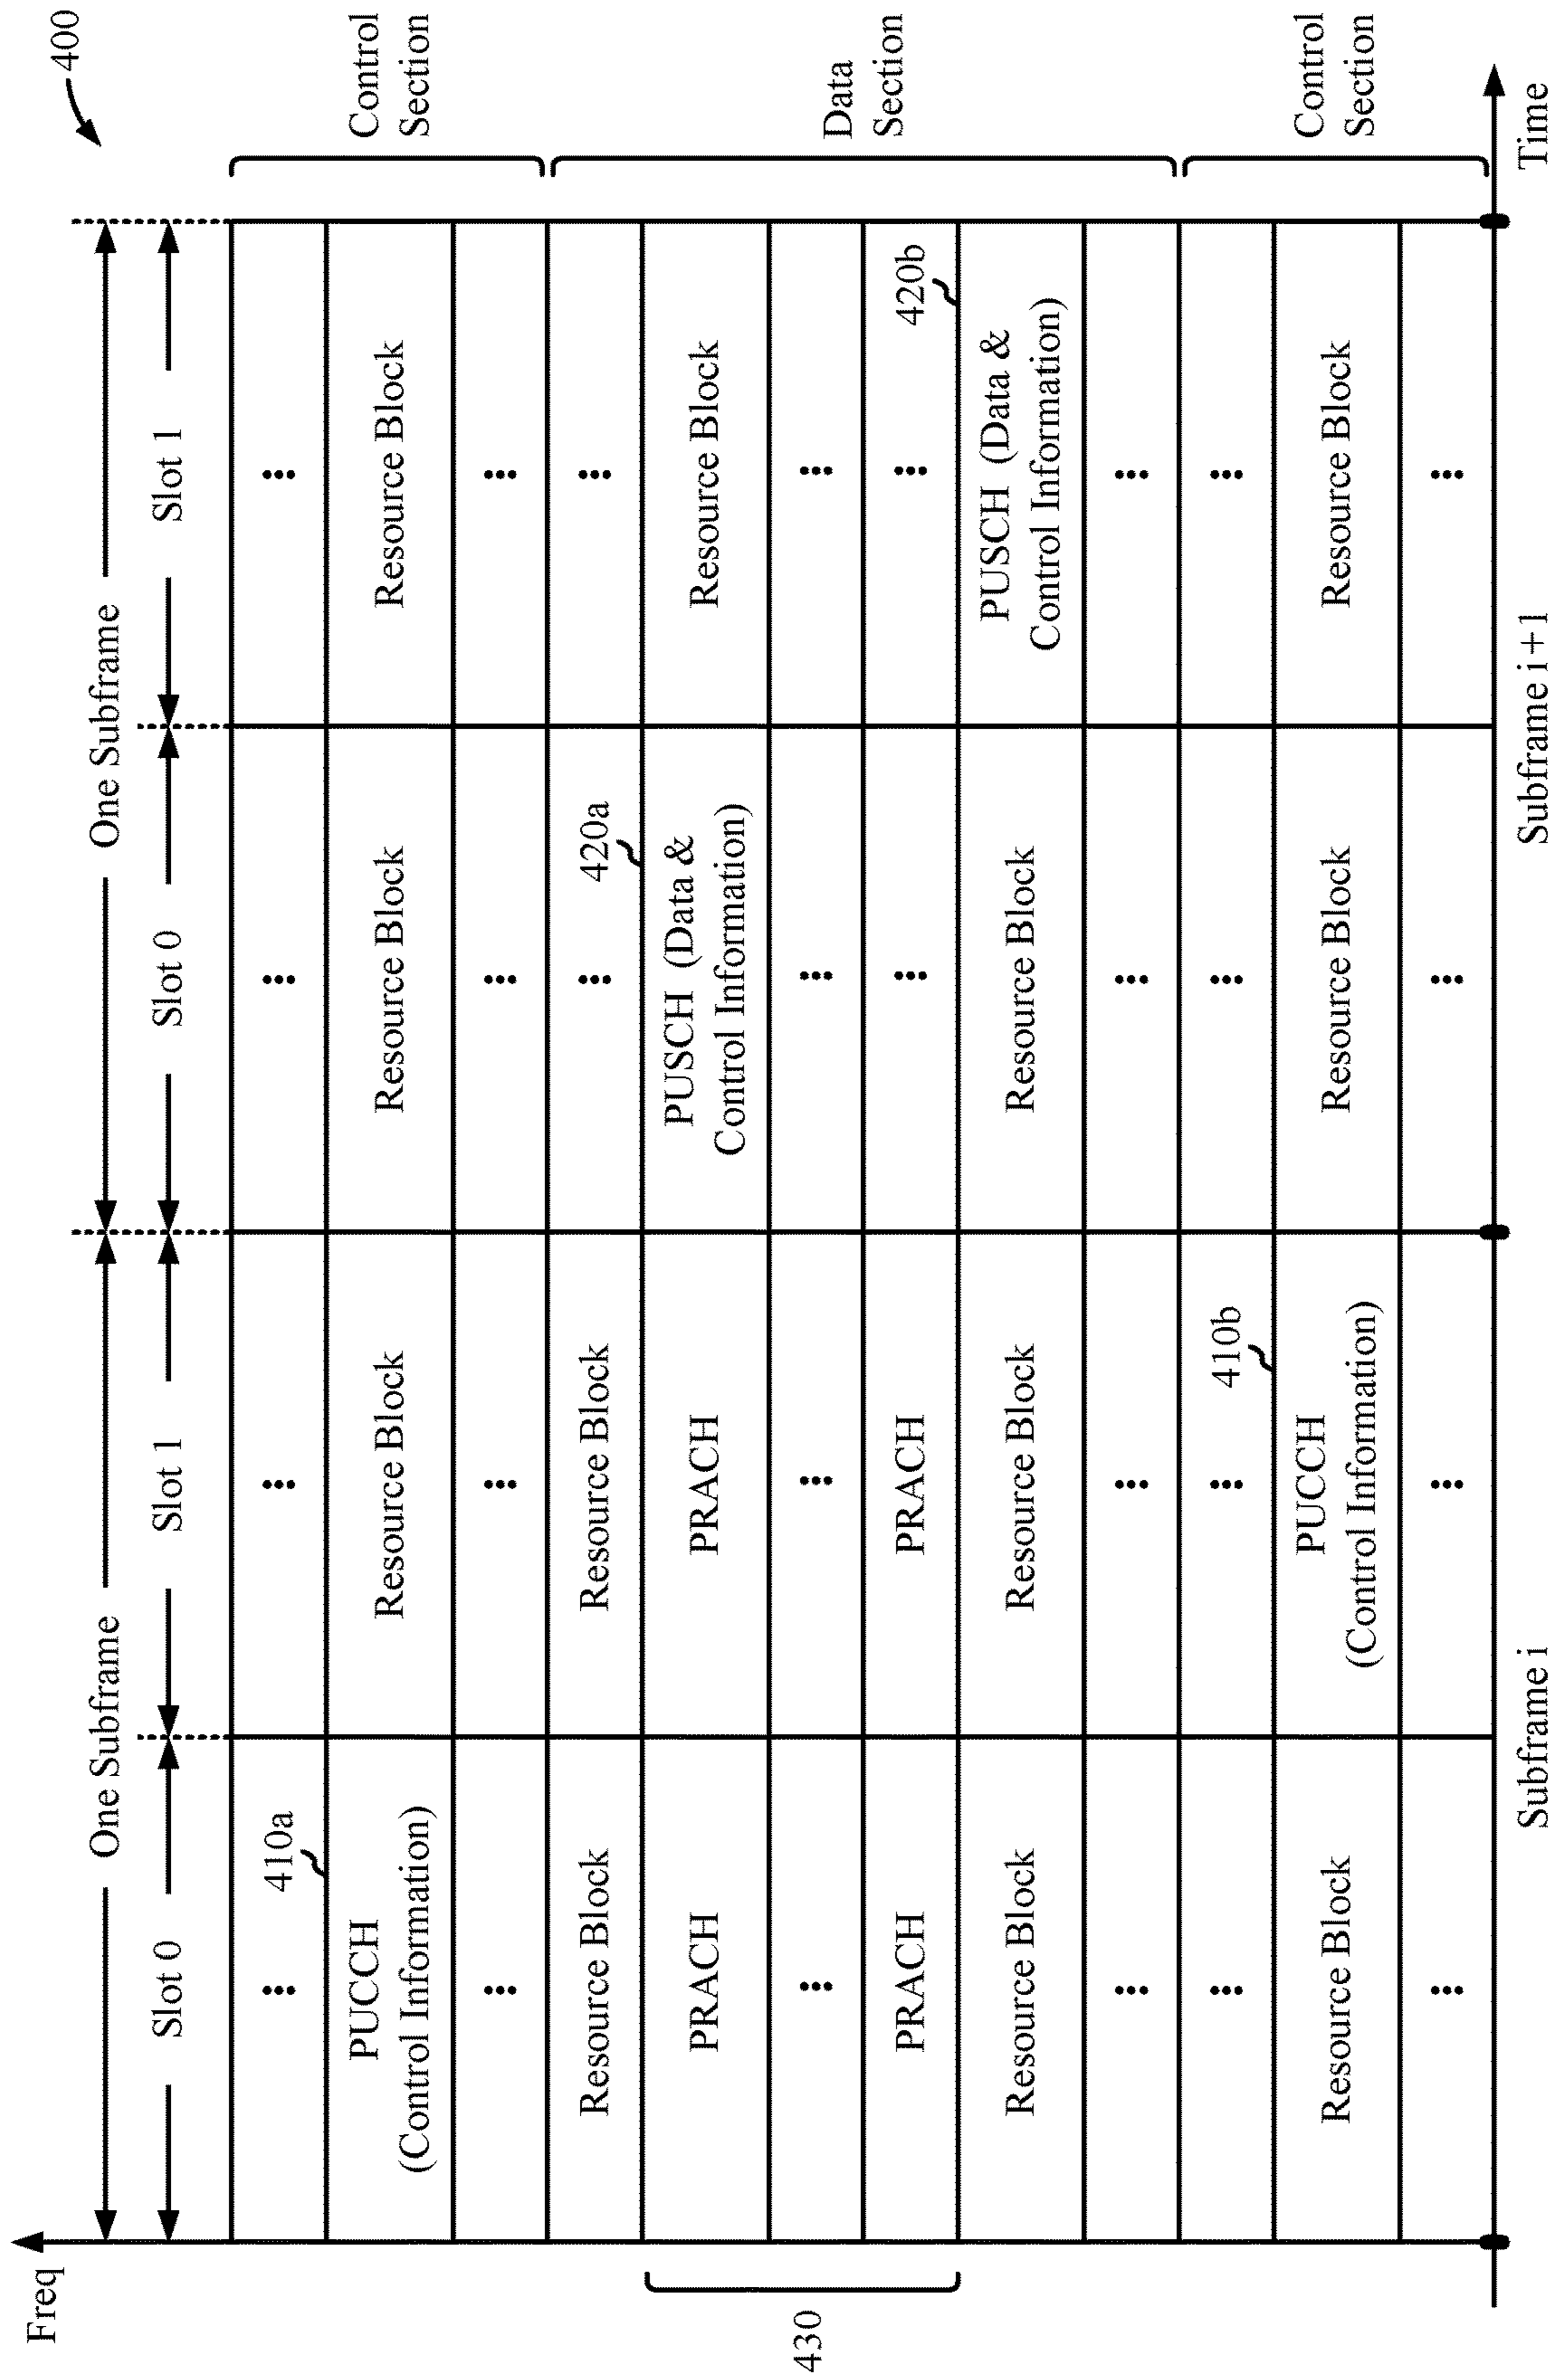 400
Freq
One Subframe
One Subframe
Slot 0
Slot 1
Slot 0
Slot 1
410a
PUCCH
(Control Information)
Resource Block
Resource Block
Resource Block
Control
Section
Resource Block
Resource Block
420a
430
PRACH
PRACH
PUSCH (Data &
Control Information)
Resource Block
Data
Section
PRACH
PRACH
420b
Resource Block
Resource Block
Resource Block
PUSCH (Data &
Control Information)
410b
Resource Block
PUCCH
(Control Information)
Resource Block
Resource Block
Control
Section
Subframe i
Subframe i + 1
Time